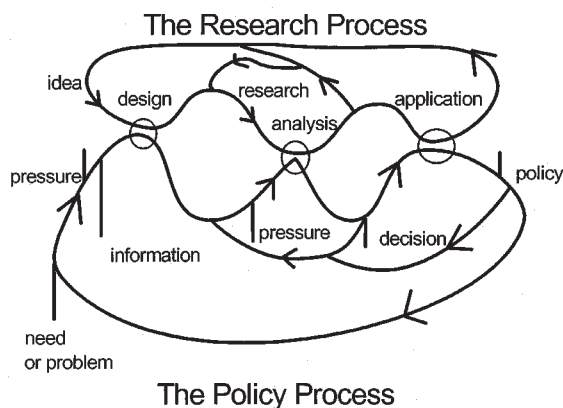 The Research Process
idea
design
research
analysis
application
pressure
information
pressure
decision
policy
need
or problem
The Policy Process